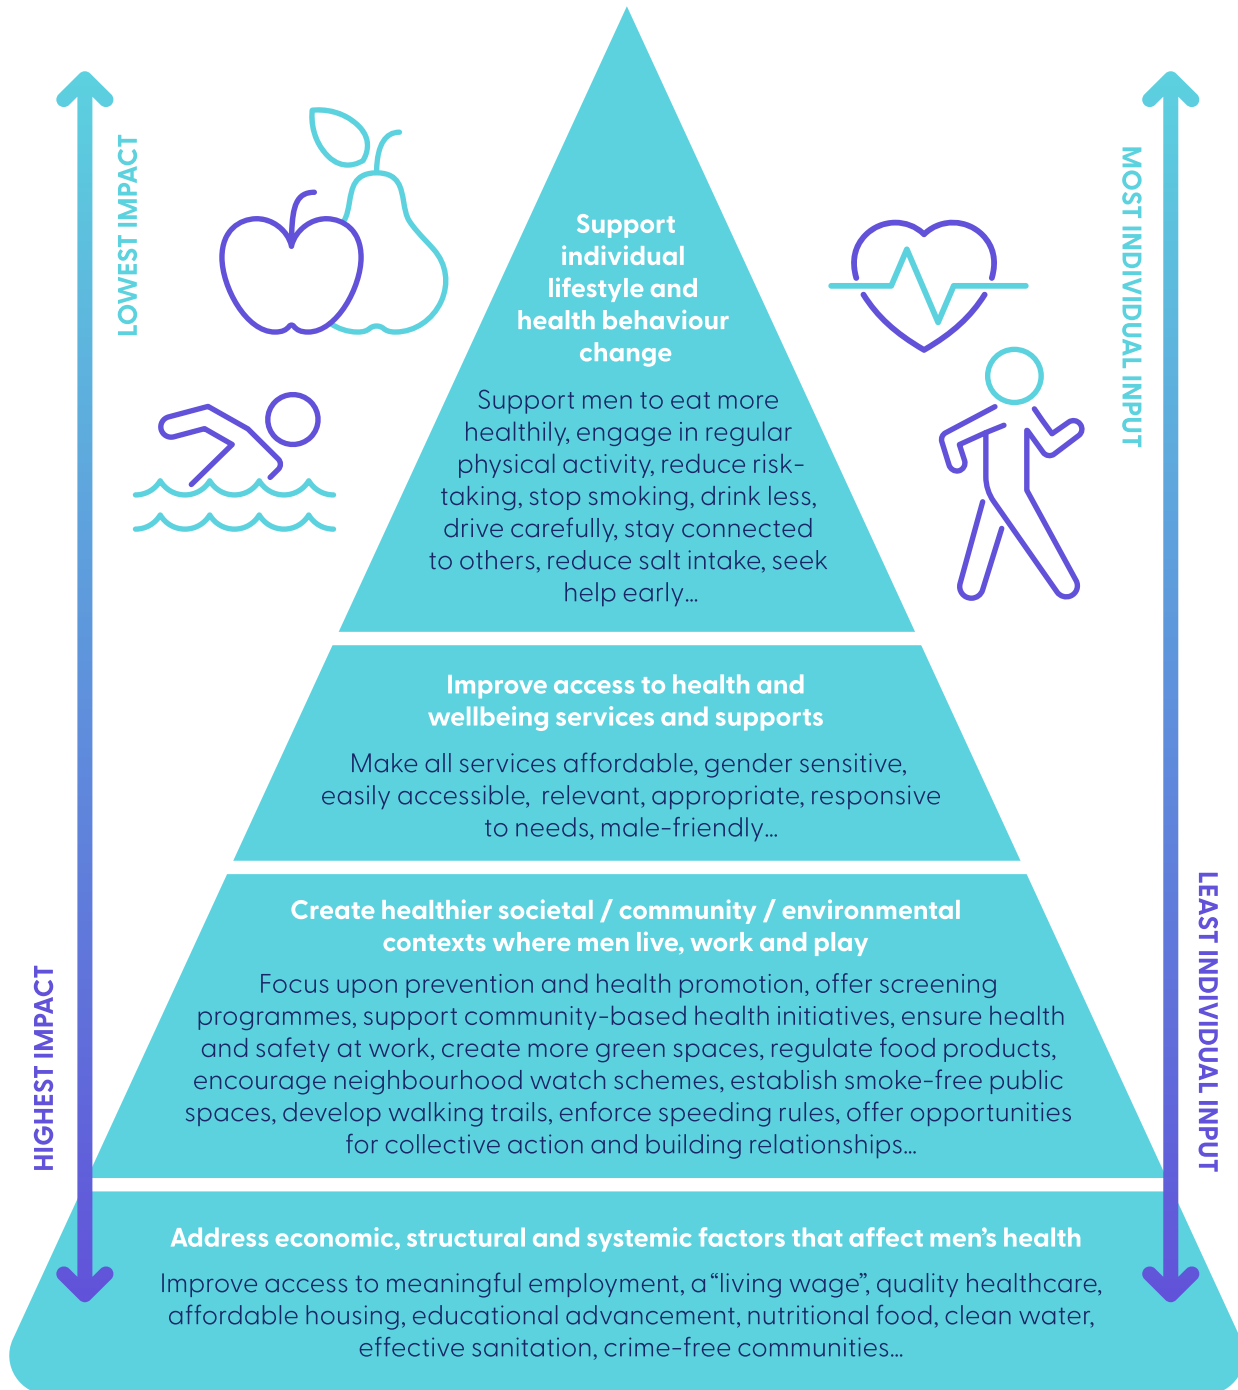 LOWEST IMPACT
MOST INDIVIDUAL INPUT
Support
individual
lifestyle and
health behaviour
change
Support men to eat more
healthily, engage in regular
physical activity, reduce risk-
taking, stop smoking, drink less,
drive carefully, stay connected
to others, reduce salt intake, seek
help early...
Improve access to health and
wellbeing services and supports
Make all services affordable, gender sensitive,
easily accessible, relevant, appropriate, responsive
to needs, male-friendly...
HIGHEST IMPACT
LEAST INDIVIDUAL INPUT
Create healthier societal / community / environmental
contexts where men live, work and play
Focus upon prevention and health promotion, offer screening
programmes, support community-based health initiatives, ensure health
and safety at work, create more green spaces, regulate food products,
encourage neighbourhood watch schemes, establish smoke-free public
spaces, develop walking trails, enforce speeding rules, offer opportunities
for collective action and building relationships...
Address economic, structural and systemic factors that affect men's health
Improve access to meaningful employment, a “living wage”, quality healthcare,
affordable housing, educational advancement, nutritional food, clean water,
effective sanitation, crime-free communities...